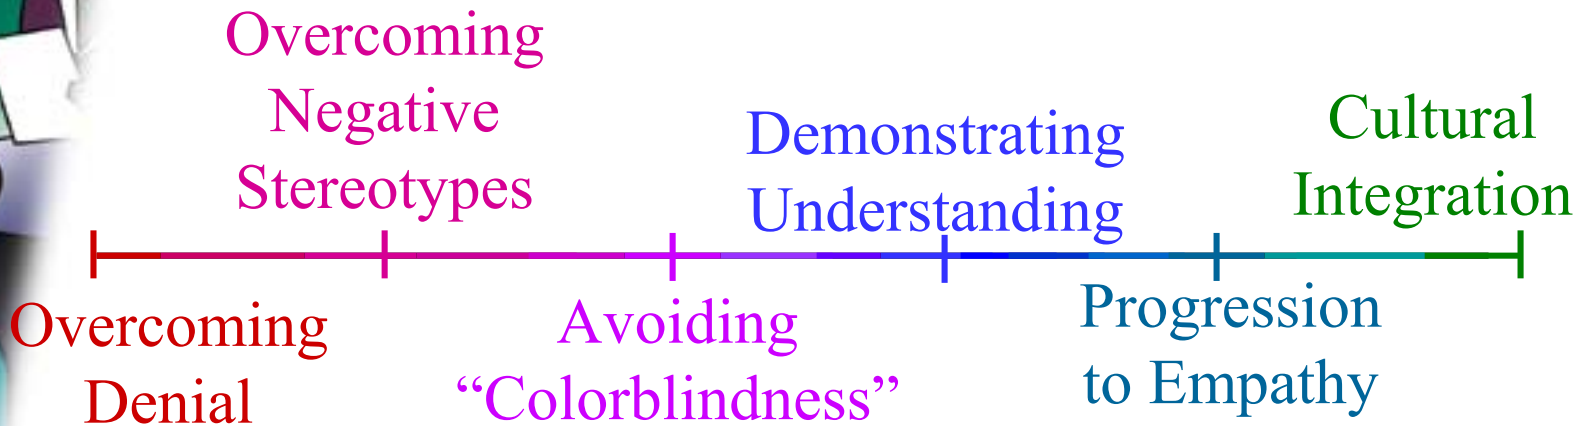 Overcoming
Negative
Stereotypes
Demonstrating
Understanding
Cultural
Integration
Overcoming
Denial
Avoiding
“Colorblindness”
Progression
to Empathy